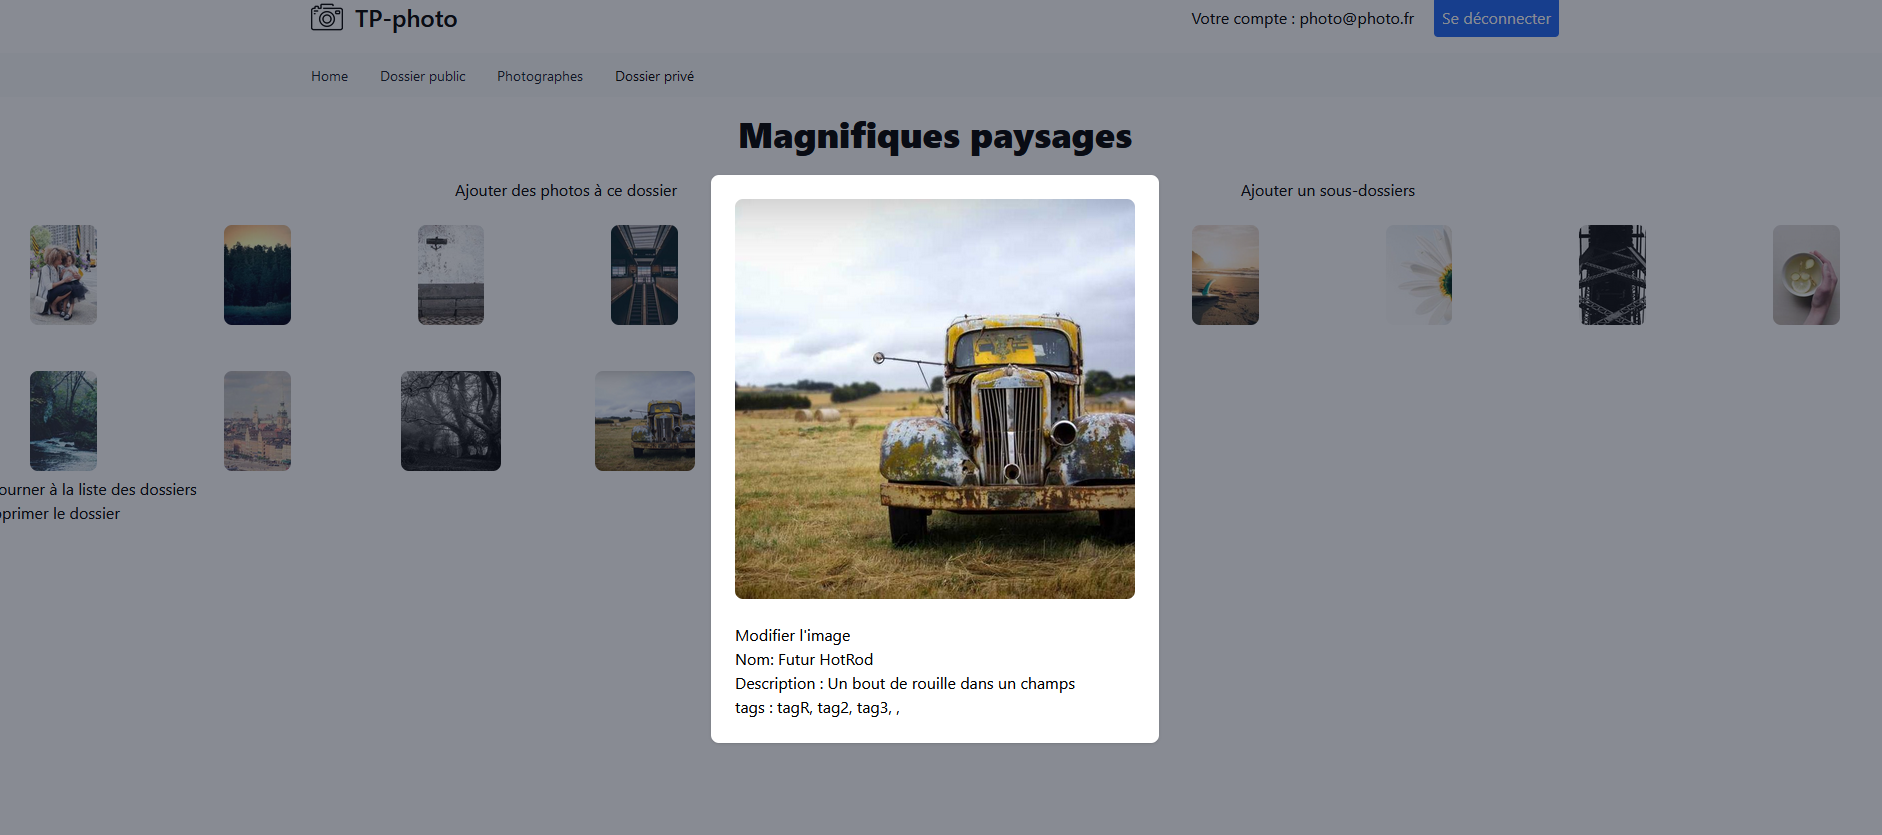 TP-photo
Votre compte : photo@photo.fr
Se déconnecter
Home
Dossier public
Photographes
Dossier privé
Magnifiques paysages
Ajouter des photos à ce dossier
Ajouter un sous-dossiers
ourner à la liste des dossiers
primer le dossier
Modifier l'image
Nom: Futur HotRod
Description : Un bout de rouille dans un champs
tags : tagR, tag2, tag3, ,